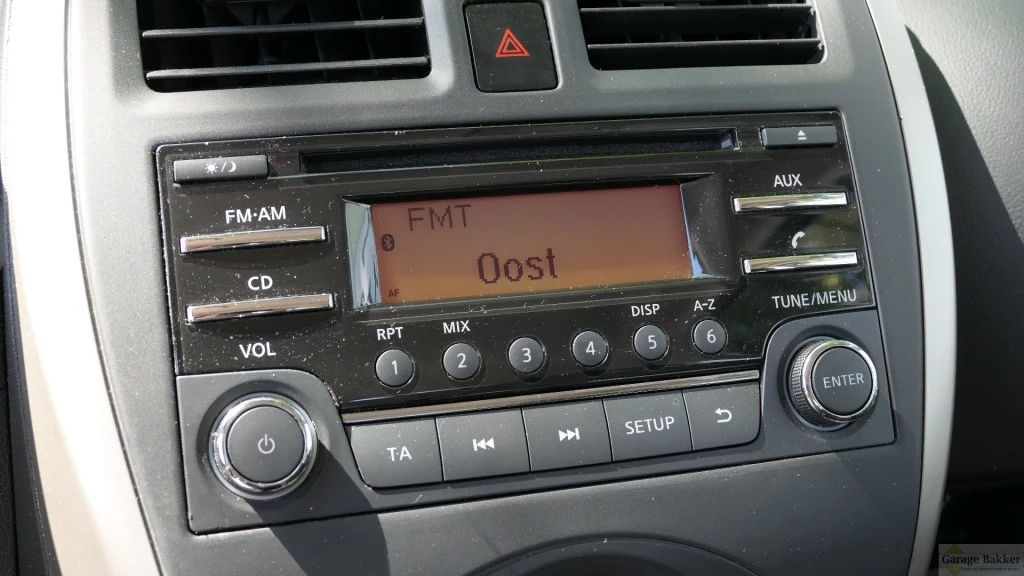 FM·AM
CD
VOL
FMT
Oost
AF
AUX
TUNE/MENU
ENTER
RPT
MIX
DISP
A-Z
1
2
3
4
5
6
TA
SETUP
Garage Bakker